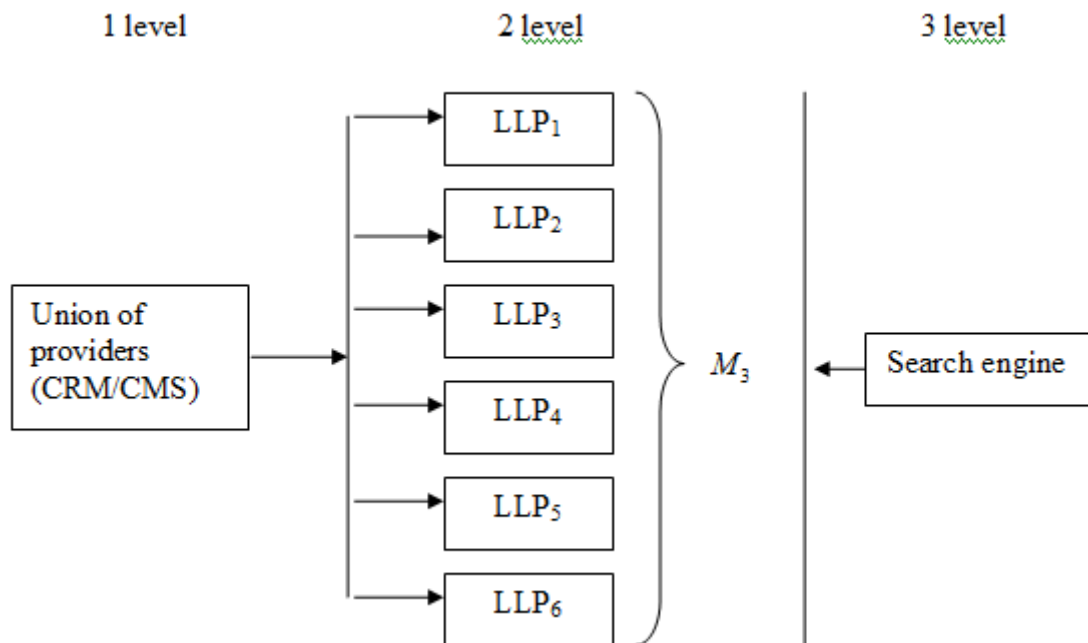 1 level
2 level
3 level
LLP₁
LLP₂
LLP₃
LLP₄
LLP₅
LLP₆
Union of
providers
(CRM/CMS)
M₃
Search engine